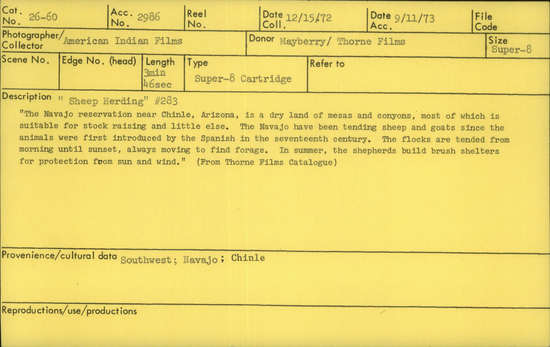 Cat. No. 26-60 Acc. No. 2986 Reel No. Date Coll. 12/15/72 Date Acc. 9/11/73 File Code
Photographer/Collector American Indian Films Donor Mayberry/ Thorne Films Size Super-8
Scene No. Edge No. (head) Length 3min 46sec Type Super-8 Cartridge Refer to
Description " Sheep Herding" #283
"The Navajo reservation near Chinle, Arizona, is a dry land of mesas and conyons, most of which is
suitable for stock raising and little else. The Navajo have been tending sheep and goats since the
animals were first introduced by the Spanish in the seventeenth century. The flocks are tended from
morning until sunset, always moving to find forage. In summer, the shepherds build brush shelters
for protection from sun and wind." (From Thorne Films Catalogue)
Provenience/cultural data Southwest; Navajo; Chinle
Reproductions/use/productions